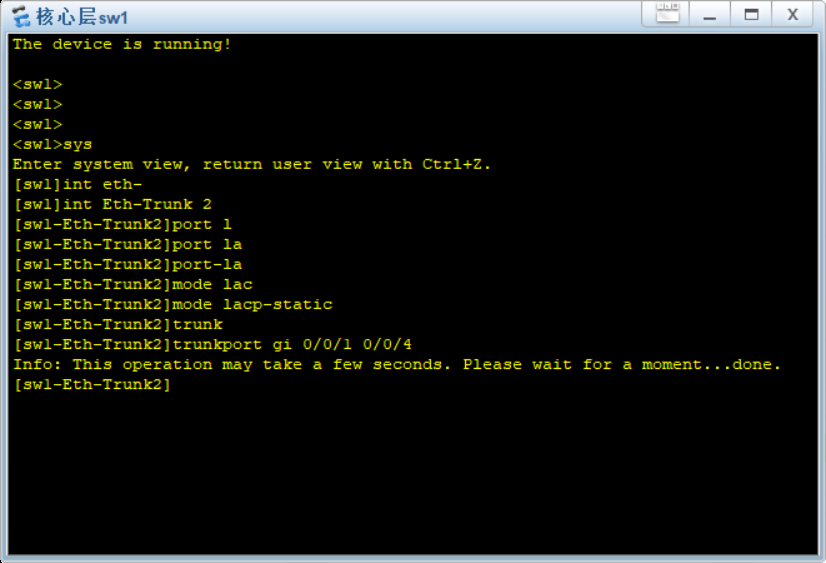 核心层sw1
The device is running!
<sw1>
<sw1>
<sw1>
<sw1>sys
Enter system view, return user view with Ctrl+Z.
[sw1]int eth-
[sw1]int Eth-Trunk 2
[sw1-Eth-Trunk2]port l
[sw1-Eth-Trunk2]port la
[sw1-Eth-Trunk2]port-la
[sw1-Eth-Trunk2]mode lac
[sw1-Eth-Trunk2]mode lacp-static
[sw1-Eth-Trunk2]trunk
[sw1-Eth-Trunk2]trunkport gi 0/0/1 0/0/4
Info: This operation may take a few seconds. Please wait for a moment...done.
[sw1-Eth-Trunk2]